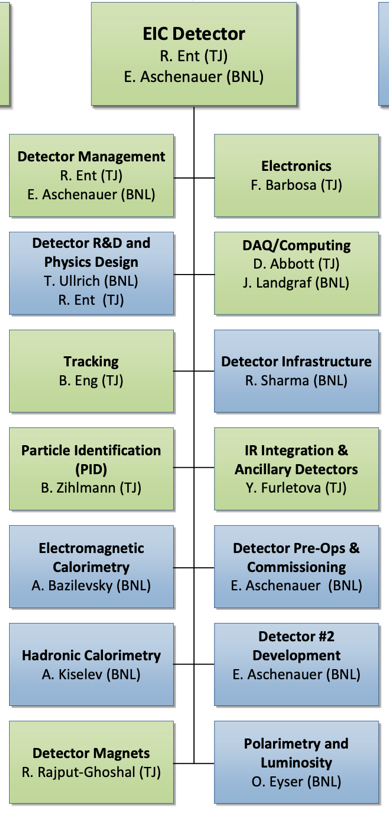 EIC Detector
R. Ent (TJ)
E. Aschenauer (BNL)
Detector Management
R. Ent (TJ)
E. Aschenauer (BNL)
Electronics
F. Barbosa (TJ)
Detector R&D and
Physics Design
T. Ullrich (BNL)
R. Ent (TJ)
DAQ/Computing
D. Abbott (TJ)
J. Landgraf (BNL)
Tracking
B. Eng (TJ)
Detector Infrastructure
R. Sharma (BNL)
Particle Identification
(PID)
B. Zihlmann (TJ)
IR Integration &
Ancillary Detectors
Y. Furletova (TJ)
Electromagnetic
Calorimetry
A. Bazilevsky (BNL)
Detector Pre-Ops &
Commissioning
E. Aschenauer (BNL)
Hadronic Calorimetry
A. Kiselev (BNL)
Detector #2
Development
E. Aschenauer (BNL)
Detector Magnets
R. Rajput-Ghoshal (TJ)
Polarimetry and
Luminosity
O. Eyser (BNL)